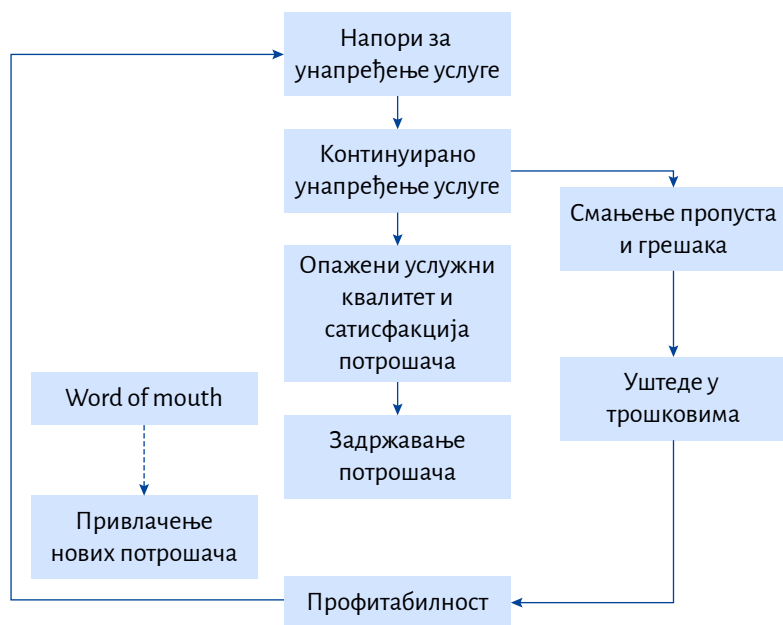 Напори за
унапређење услуге
Континуирано
унапређење услуге
Смањење пропуста
и грешака
Опажени услужни
квалитет и
сатисфакција
потрошача
Уштеде у
трошковима
Word of mouth
Задржавање
потрошача
Привлачење
нових потрошача
Профитабилност